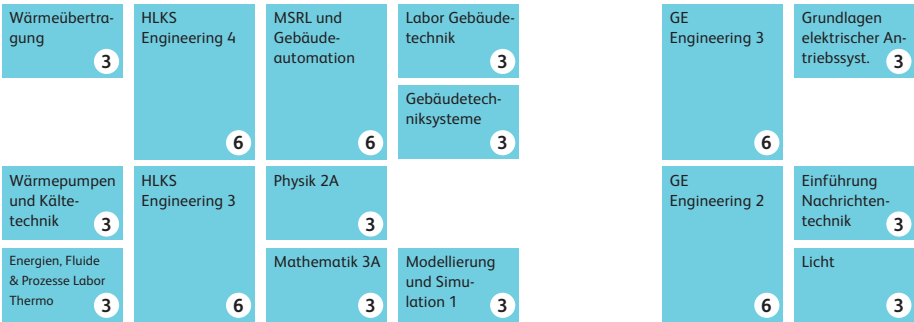 Wärmeübertra-
gung
3
HLKS
Engineering 4
6
MSRL und
Gebäude-
automation
6
Labor Gebäude-
technik
3
Gebäudetech-
niksysteme
3
GE
Engineering 3
6
Grundlagen
elektrischer An-
triebssyst.
3
Wärmepumpen
und Kälte-
technik
3
Energien, Fluide
& Prozesse Labor
Thermo
3
HLKS
Engineering 3
6
Physik 2A
3
Mathematik 3A
3
Modellierung
und Simu-
lation 1
3
GE
Engineering 2
6
Einführung
Nachrichten-
technik
3
Licht
3